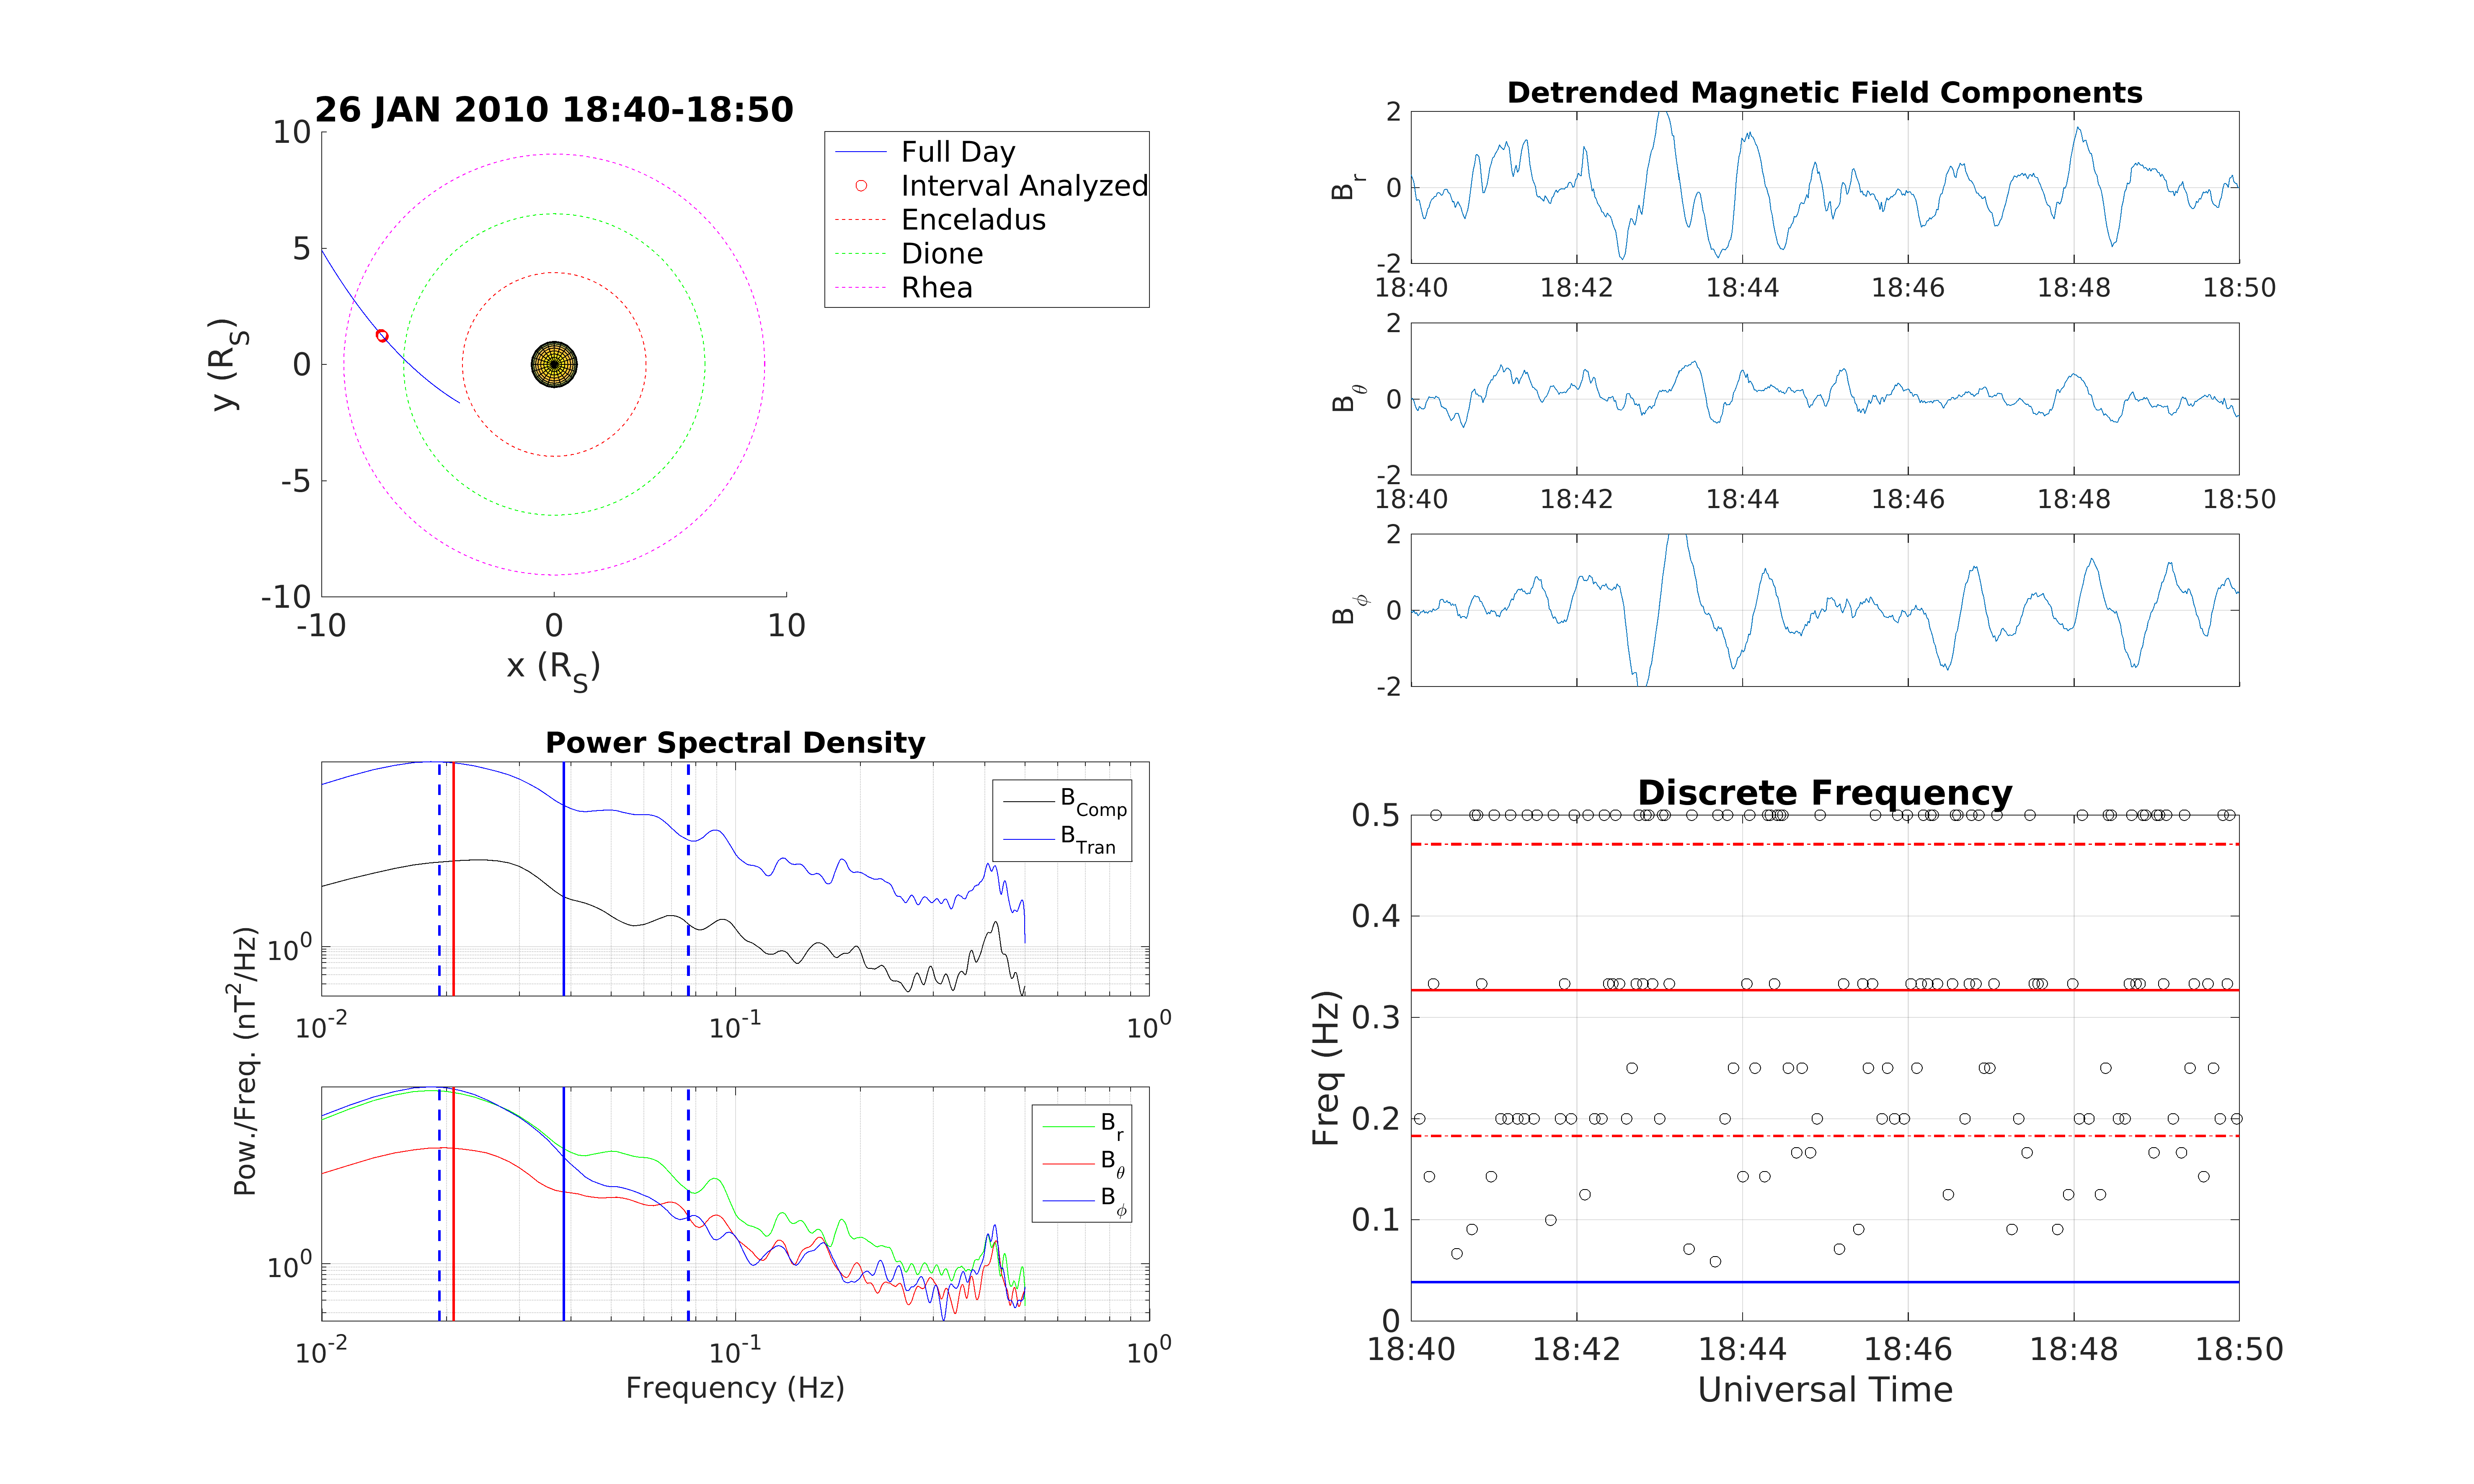 26 JAN 2010 18:40-18:50
10
5
0
-5
-10
-10 0 10
y (R_S)
x (R_S)
Full Day
Interval Analyzed
Enceladus
Dione
Rhea
Detrended Magnetic Field Components
2
0
-2
B_r
18:40 18:42 18:44 18:46 18:48 18:50
2
0
-2
B_θ
18:40 18:42 18:44 18:46 18:48 18:50
2
0
-2
B_ϕ
Power Spectral Density
B_Comp
B_Tran
10^0
10^-2 10^-1 10^0
Pow./Freq. (nT^2/Hz)
B_r
B_θ
B_ϕ
10^0
10^-2 10^-1 10^0
Frequency (Hz)
Discrete Frequency
0.5
0.4
0.3
0.2
0.1
0
Freq (Hz)
18:40 18:42 18:44 18:46 18:48 18:50
Universal Time